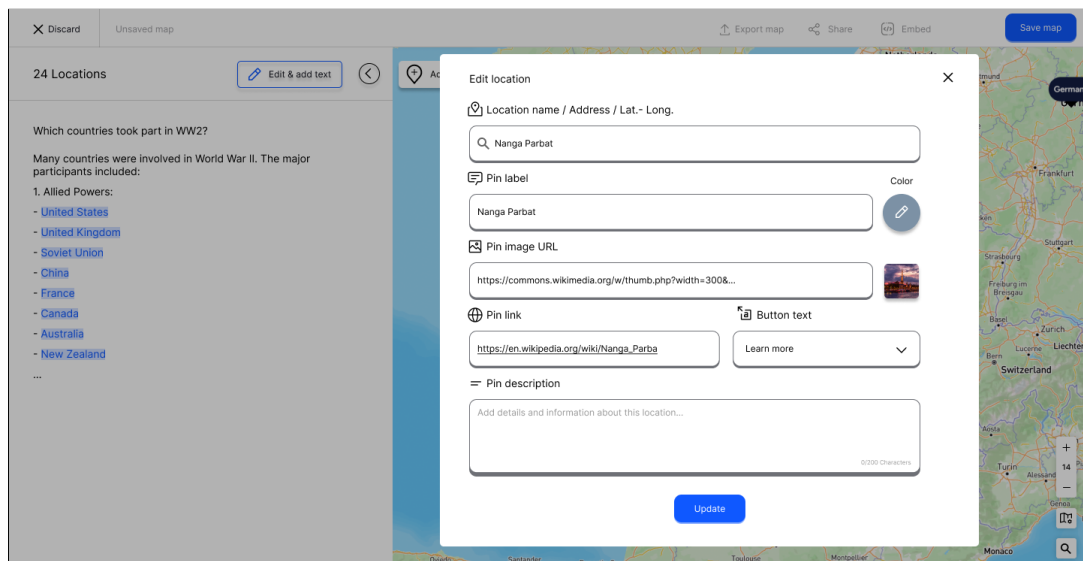 Discard
Unsaved map
Export map
Share
Embed
Save map
24 Locations
Edit & add text
Which countries took part in WW2?
Many countries were involved in World War II. The major
participants included:
1. Allied Powers:
- United States
- United Kingdom
- Soviet Union
- China
- France
- Canada
- Australia
- New Zealand
...
Edit location
Location name / Address / Lat.- Long.
Nanga Parbat
Pin label
Color
Nanga Parbat
Pin image URL
https://commons.wikimedia.org/w/thumb.php?width=300&...
Pin link
Button text
https://en.wikipedia.org/wiki/Nanga_Parba
Learn more
Pin description
Add details and information about this location...
0/200 Characters
Update
German
Frankfurt
Stuttgart
Strasbourg
Freiburg im
Breisgau
Basel
Zurich
Lucerne
Liechte
Bern
Switzerland
Aosta
Turin
Alessand
Genoa
Monaco
14
Oviedo
Santander
Toulouse
Montpellier